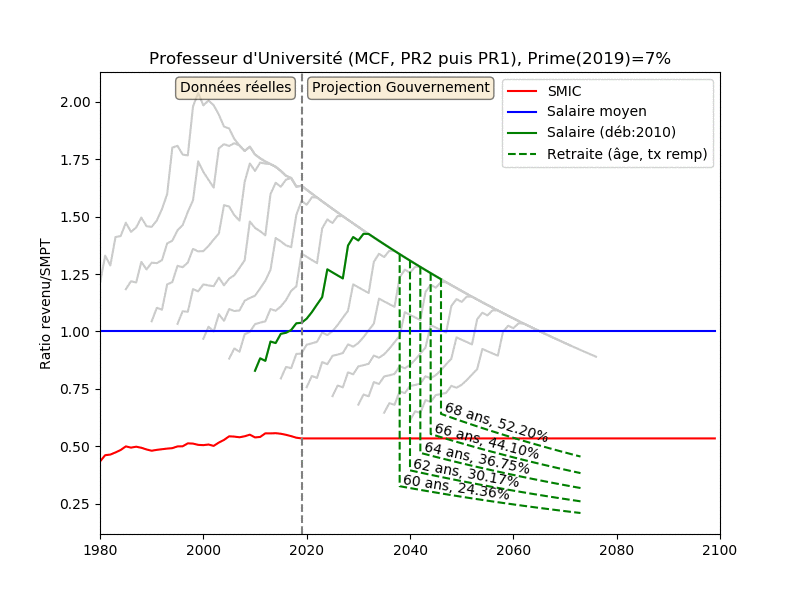 Professeur d'Université (MCF, PR2 puis PR1), Prime(2019)=7%
Données réelles
Projection Gouvernement
SMIC
Salaire moyen
Salaire (déb:2010)
Retraite (âge, tx remp)
Ratio revenu/SMPT
2.00
1.75
1.50
1.25
1.00
0.75
0.50
0.25
68 ans, 52.20%
66 ans, 44.10%
64 ans, 36.75%
62 ans, 30.17%
60 ans, 24.36%
1980
2000
2020
2040
2060
2080
2100